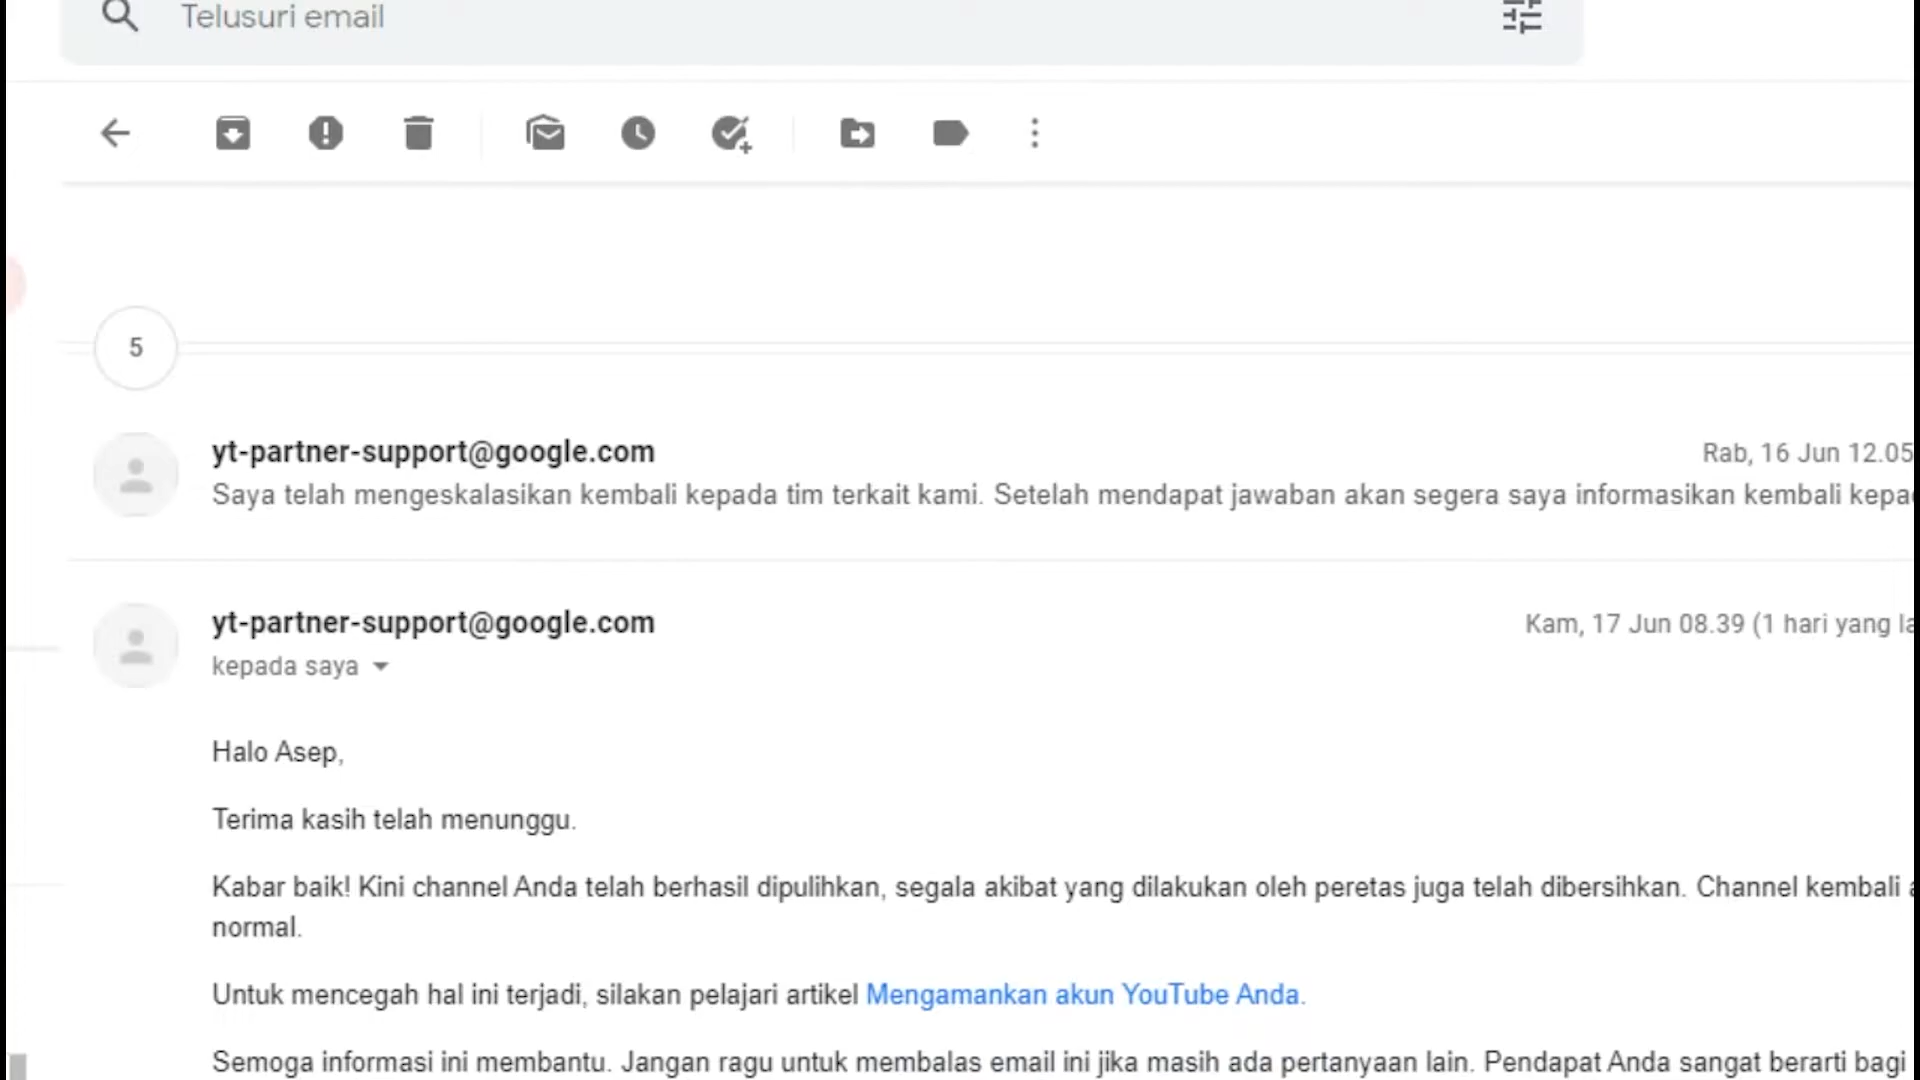 Telusuri email
5
yt-partner-support@google.com
Rab, 16 Jun 12.05
Saya telah mengeskalasikan kembali kepada tim terkait kami. Setelah mendapat jawaban akan segera saya informasikan kembali
yt-partner-support@google.com
Kam, 17 Jun 08.39 (1 hari yang
kepada saya
Halo Asep,
Terima kasih telah menunggu.
Kabar baik! Kini channel Anda telah berhasil dipulihkan, segala akibat yang dilakukan oleh peretas juga telah dibersihkan. Channel kembali
normal.
Untuk mencegah hal ini terjadi, silakan pelajari artikel Mengamankan akun YouTube Anda.
Semoga informasi ini membantu. Jangan ragu untuk membalas email ini jika masih ada pertanyaan lain. Pendapat Anda sangat berarti bagi